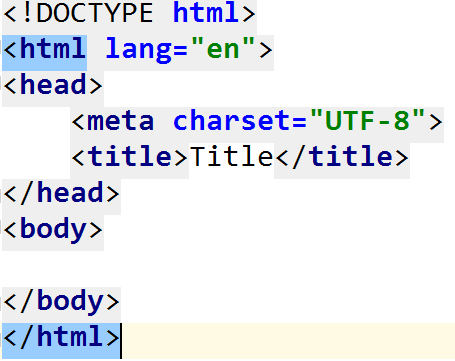 <!DOCTYPE html>
<html lang="en">
<head>
    <meta charset="UTF-8">
    <title>Title</title>
</head>
<body>

</body>
</html>